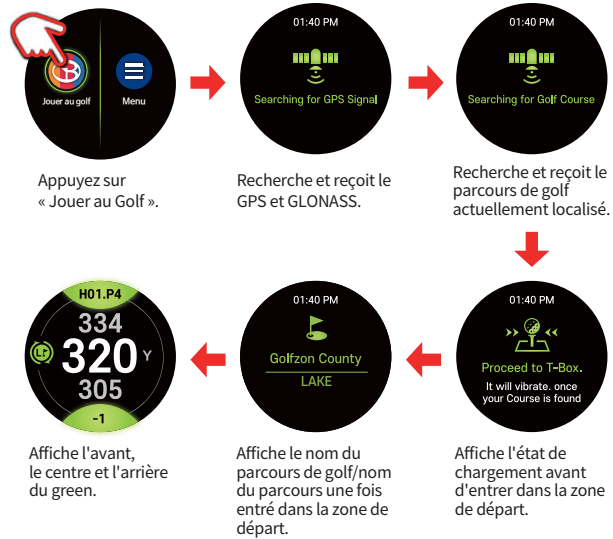 Jouer au golf
Menu
Appuyez sur
« Jouer au Golf ».
01:40 PM
Searching for GPS Signal
Recherche et reçoit le
GPS et GLONASS.
01:40 PM
Searching for Golf Course
Recherche et reçoit le
parcours de golf
actuellement localisé.
01:40 PM
Proceed to T-Box.
It will vibrate. once
your Course is found
Affiche l'état de
chargement avant
d'entrer dans la zone
de départ.
01:40 PM
Golfzon County
LAKE
Affiche le nom du
parcours de golf/nom
du parcours une fois
entré dans la zone de
départ.
H01.P4
334
Lr
320 Y
305
-1
Affiche l'avant,
le centre et l'arrière
du green.